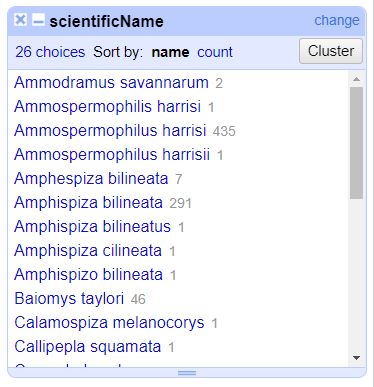 scientificName change
26 choices Sort by: name count Cluster
Ammodramus savannarum 2
Ammospermophilis harrisi 1
Ammospermophilus harrisi 435
Ammospermophilus harrisii 1
Amphespiza bilineata 7
Amphispiza bilineata 291
Amphispiza bilineatus 1
Amphispiza cilineata 1
Amphispizo bilineata 1
Baiomys taylori 46
Calamospiza melanocorys 1
Callipepla squamata 1